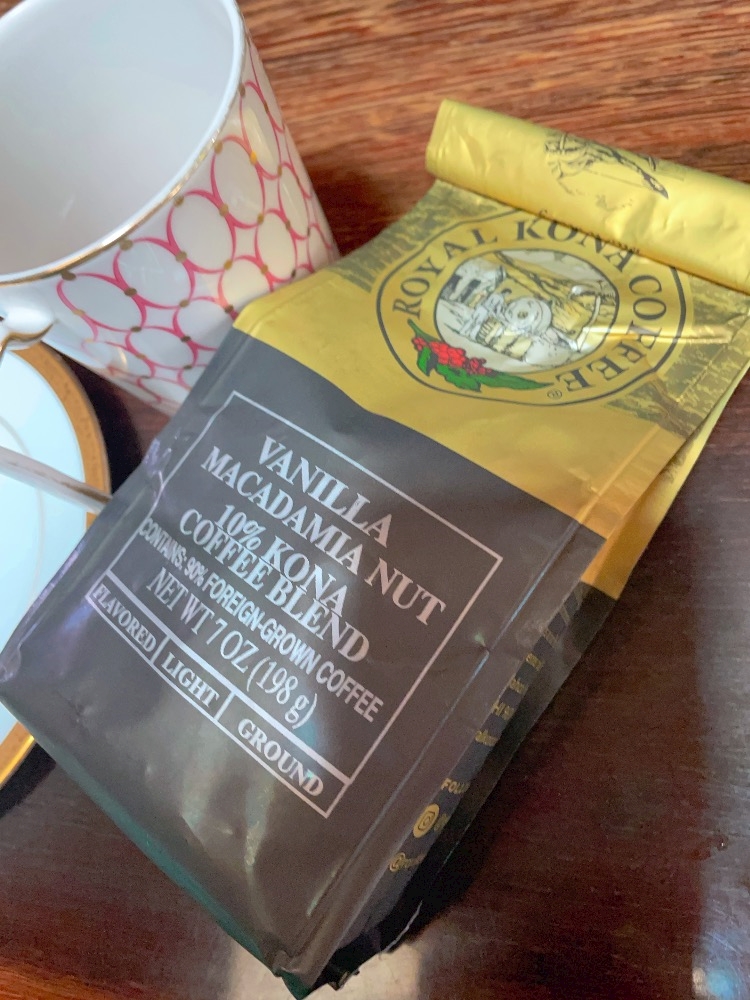 ROYAL KONA COFFEE
®
VANILLA
MACADAMIA NUT
10% KONA
COFFEE BLEND
CONTAINS: 90% FOREIGN-GROWN COFFEE
NET WT 7 OZ (198 g)
FLAVORED LIGHT GROUND